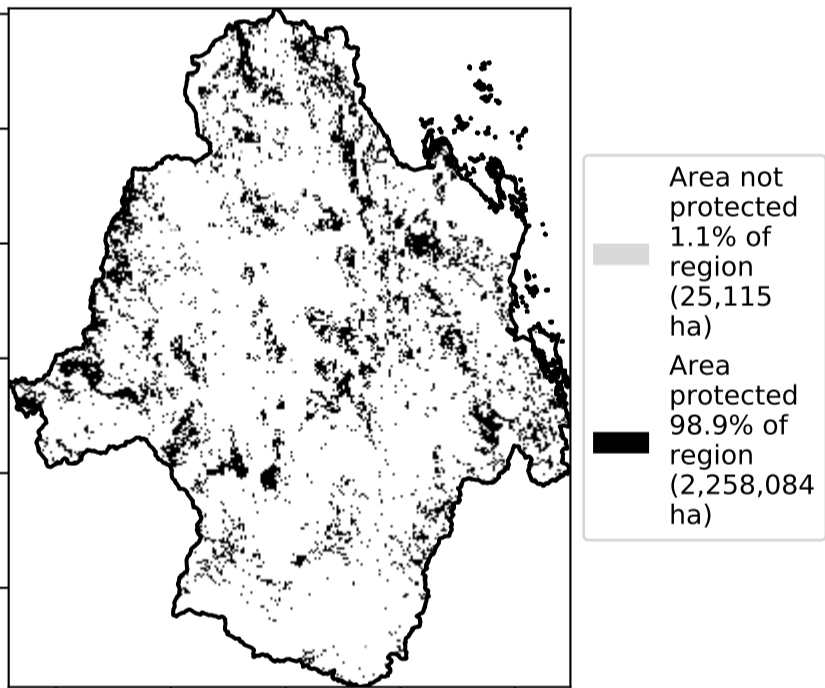 Area not
protected
1.1% of
region
(25,115
ha)
Area
protected
98.9% of
region
(2,258,084
ha)